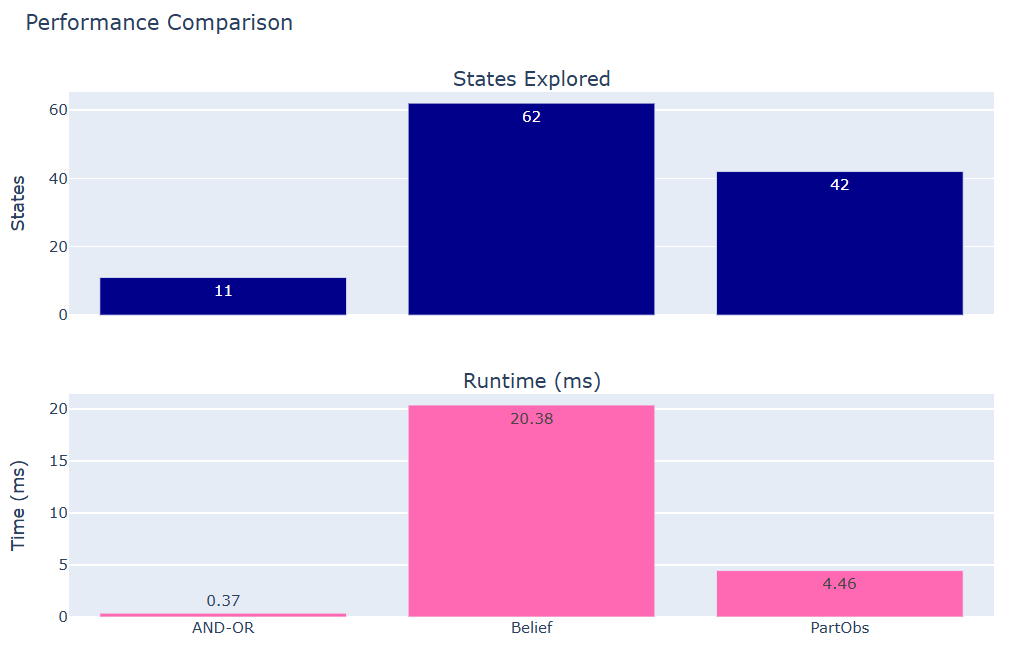 Performance Comparison
States Explored
States
60
40
20
0
11
62
42
Runtime (ms)
Time (ms)
20
15
10
5
0
0.37
20.38
4.46
AND-OR
Belief
PartObs